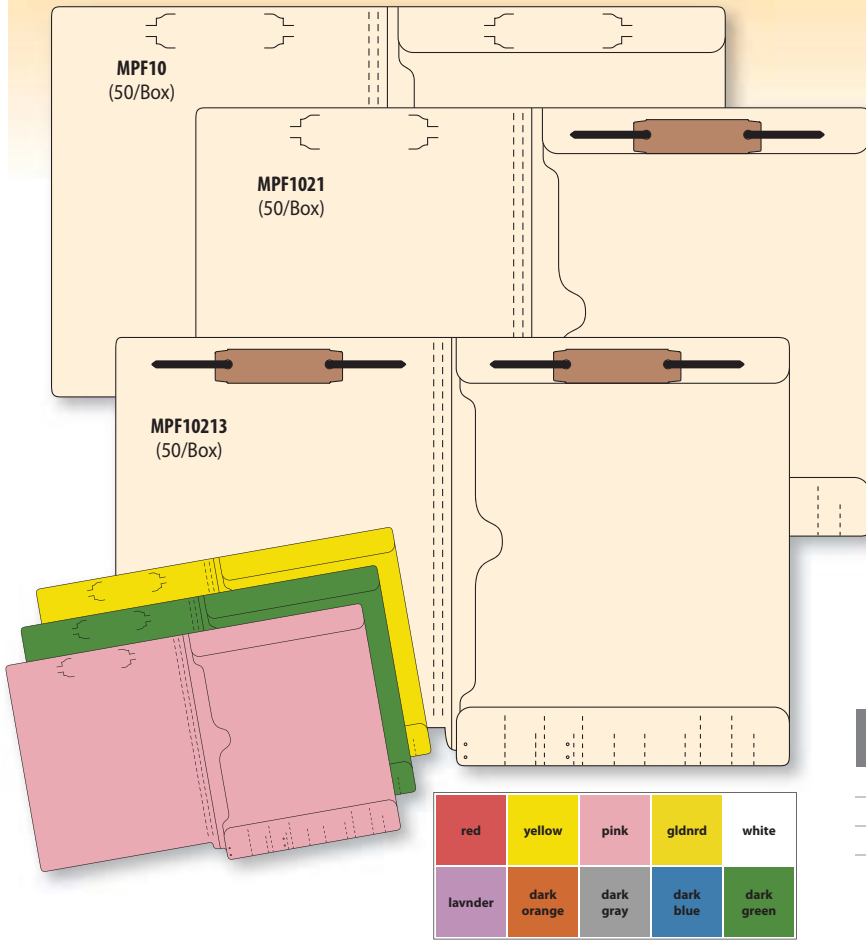 MPF10
(50/Box)
MPF1021
(50/Box)
MPF10213
(50/Box)
red yellow pink gldnrd white
lavnder dark orange dark gray dark blue dark green